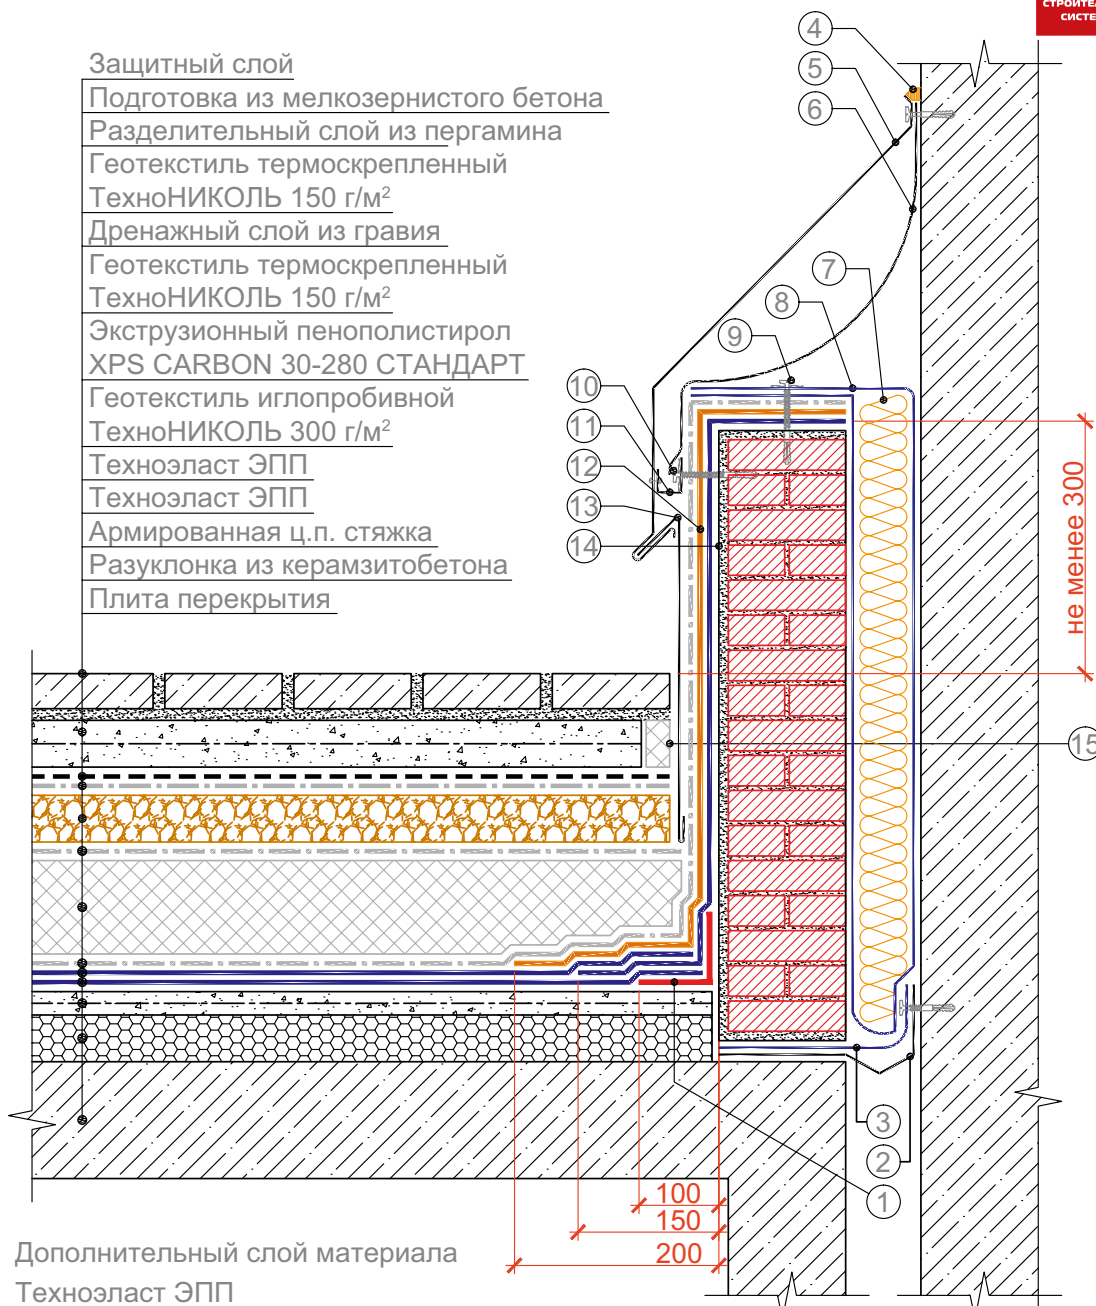 СТРОИТЕЛ
СИСТЕ
Защитный слой
Подготовка из мелкозернистого бетона
Разделительный слой из пергамина
Геотекстиль термоскрепленный
ТехноНИКОЛЬ 150 г/м²
Дренажный слой из гравия
Геотекстиль термоскрепленный
ТехноНИКОЛЬ 150 г/м²
Экструзионный пенополистирол
XPS CARBON 30-280 СТАНДАРТ
Геотекстиль иглопробивной
ТехноНИКОЛЬ 300 г/м²
Техноэласт ЭПП
Техноэласт ЭПП
Армированная ц.п. стяжка
Разуклонка из керамзитобетона
Плита перекрытия
4
5
6
7
8
9
10
11
12
13
14
не менее 300
15
3
2
1
100
150
200
Дополнительный слой материала
Техноэласт ЭПП